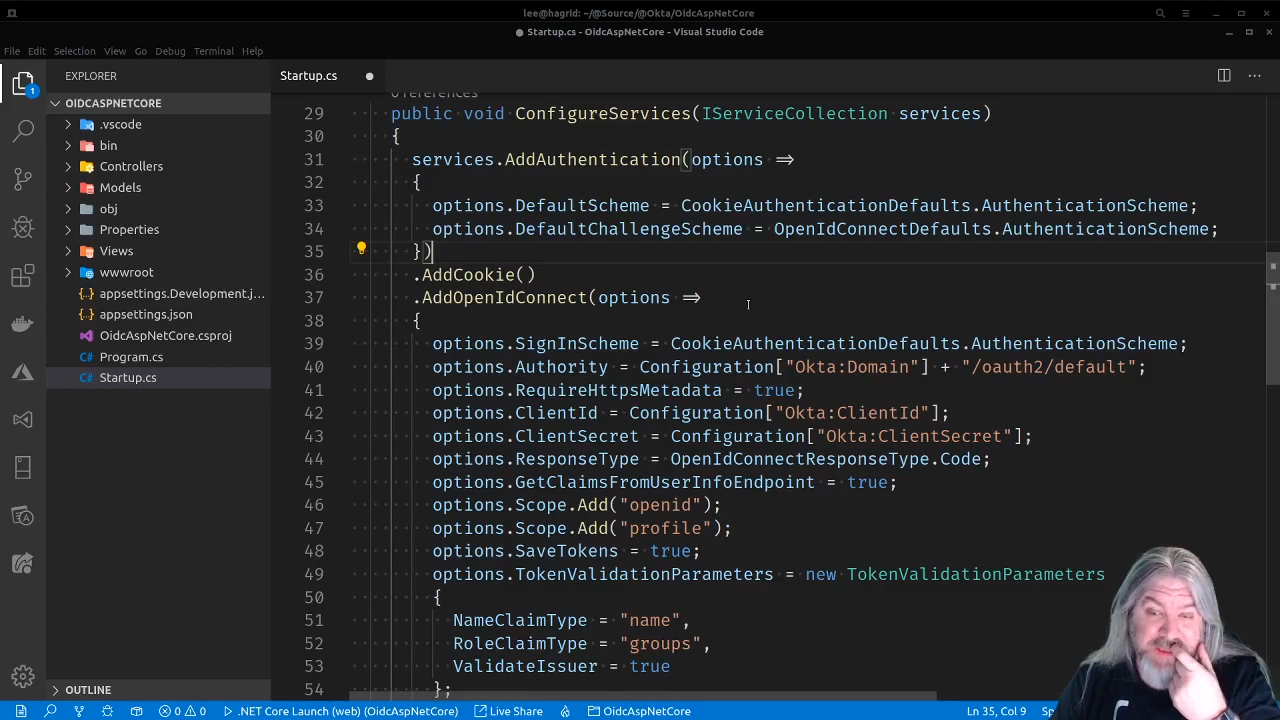 lee@hagrid: ~/@Source/@Okta/OidcAspNetCore
Startup.cs - OidcAspNetCore - Visual Studio Code
File Edit Selection View Go Debug Terminal Help
EXPLORER
OIDCASPNETCORE
.vscode
bin
Controllers
Models
obj
Properties
Views
wwwroot
appsettings.Development.j...
appsettings.json
OidcAspNetCore.csproj
Program.cs
Startup.cs
OUTLINE
1
Startup.cs
0 references
29 public void ConfigureServices(IServiceCollection services)
30 {
31 services.AddAuthentication(options =>
32 {
33 options.DefaultScheme = CookieAuthenticationDefaults.AuthenticationScheme;
34 options.DefaultChallengeScheme = OpenIdConnectDefaults.AuthenticationScheme;
35 })
36 .AddCookie()
37 .AddOpenIdConnect(options =>
38 {
39 options.SignInScheme = CookieAuthenticationDefaults.AuthenticationScheme;
40 options.Authority = Configuration["Okta:Domain"] + "/oauth2/default";
41 options.RequireHttpsMetadata = true;
42 options.ClientId = Configuration["Okta:ClientId"];
43 options.ClientSecret = Configuration["Okta:ClientSecret"];
44 options.ResponseType = OpenIdConnectResponseType.Code;
45 options.GetClaimsFromUserInfoEndpoint = true;
46 options.Scope.Add("openid");
47 options.Scope.Add("profile");
48 options.SaveTokens = true;
49 options.TokenValidationParameters = new TokenValidationParameters
50 {
51 NameClaimType = "name",
52 RoleClaimType = "groups",
53 ValidateIssuer = true
54 };
0 0 .NET Core Launch (web) (OidcAspNetCore) Live Share OidcAspNetCore Ln 35, Col 9